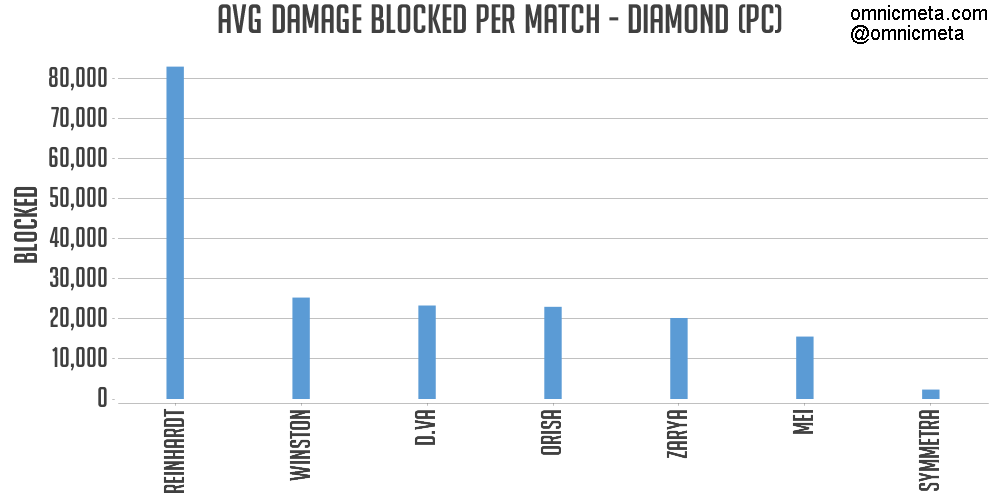 AVG DAMAGE BLOCKED PER MATCH - DIAMOND (PC)
omnicmeta.com
@omnicmeta
BLOCKED
80,000
70,000
60,000
50,000
40,000
30,000
20,000
10,000
0
REINHARDT
WINSTON
D.VA
ORISA
ZARYA
MEI
SYMMETRA